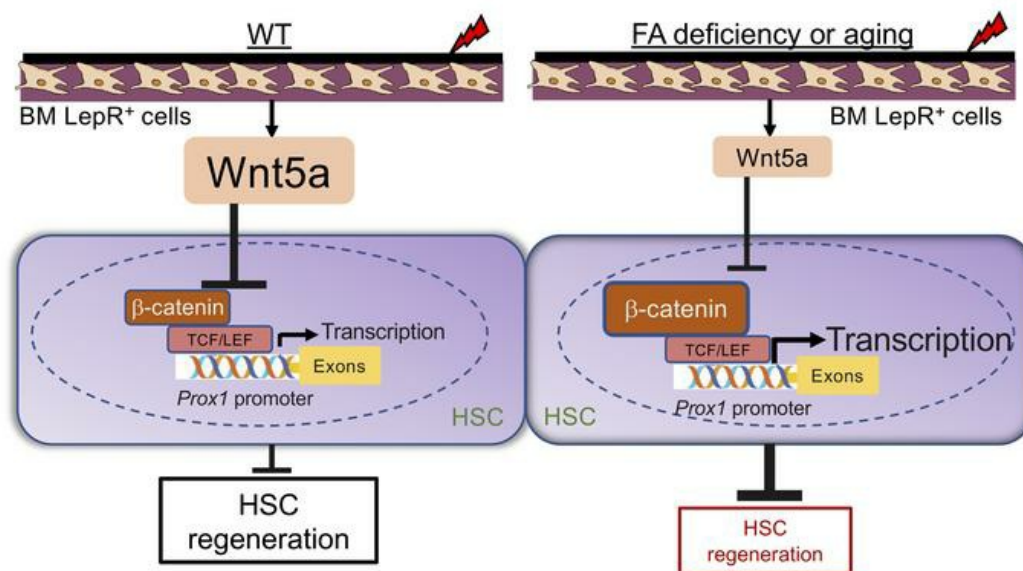 WT
BM LepR⁺ cells
Wnt5a
β-catenin
TCF/LEF
Transcription
Exons
Prox1 promoter
HSC
HSC
regeneration
FA deficiency or aging
BM LepR⁺ cells
Wnt5a
β-catenin
TCF/LEF
Transcription
Exons
Prox1 promoter
HSC
HSC
regeneration